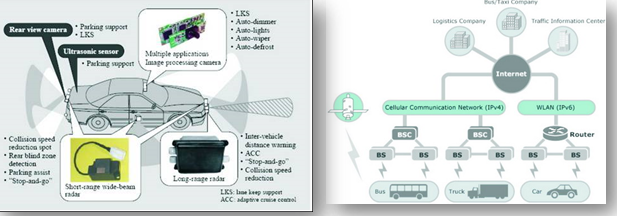 Rear view camera
• Parking support
• LKS
Ultrasonic sensor
• Parking support
Multiple applications
Image processing camera
• LKS
• Auto-dimmer
• Auto-lights
• Auto-wiper
• Auto-defrost
• Collision speed
reduction spot
• Rear blind zone
detection
• Parking assist
• "Stop-and-go"
Short-range wide-beam
radar
Long-range radar
• Inter-vehicle
distance warning
• ACC
• "Stop-and-go"
• Collision speed
reduction
LKS: lane keep support
ACC: adaptive cruise control
Bus/Taxi Company
Logistics Company
Traffic Information Center
Internet
Cellular Communication Network (IPv4)
WLAN (IPv6)
BSC
BSC
Router
BS
BS
BS
BS
BS
BS
Bus
Truck
Car